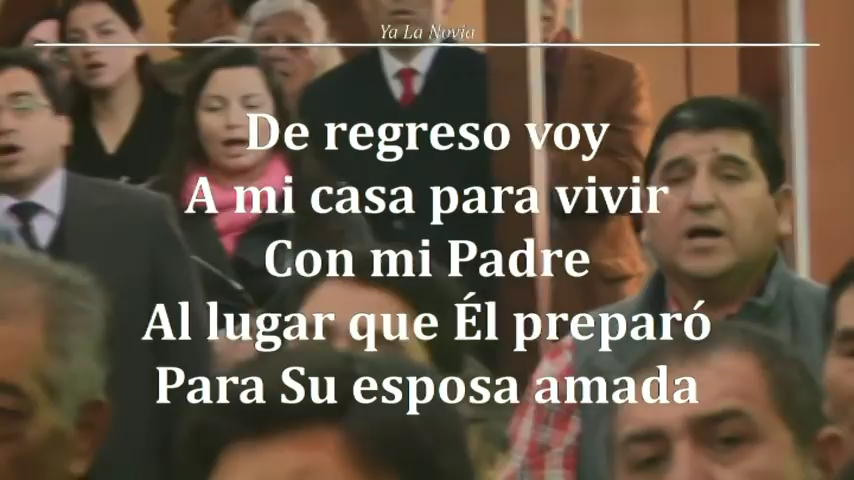 Ya La Novia
De regreso voy
A mi casa para vivir
Con mi Padre
Al lugar que Él preparó
Para Su esposa amada